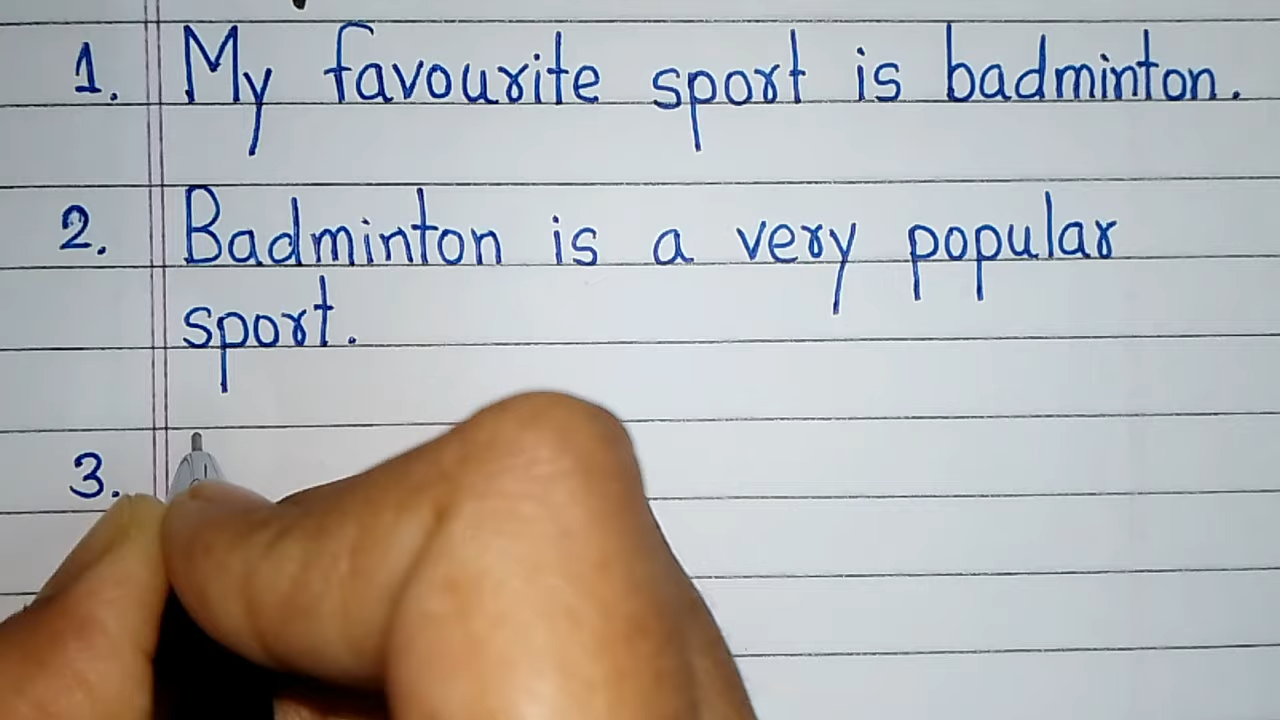 1. My favourite sport is badminton.
2. Badminton is a very popular
sport.
3.